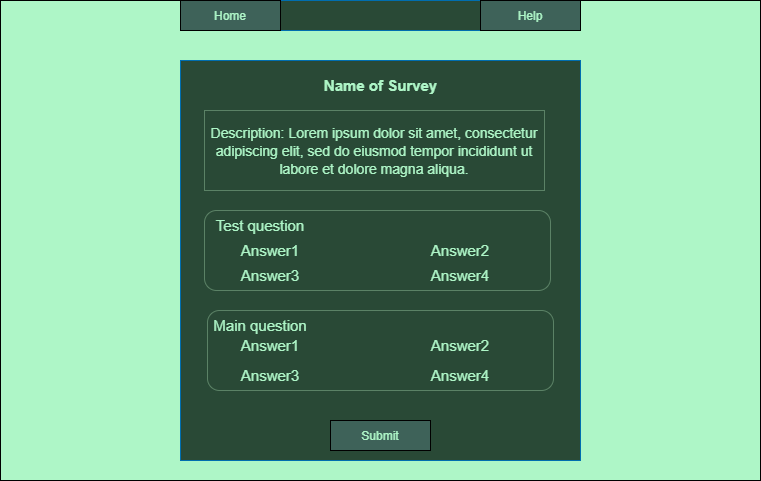 Home Help
Name of Survey
Description: Lorem ipsum dolor sit amet, consectetur
adipiscing elit, sed do eiusmod tempor incididunt ut
labore et dolore magna aliqua.
Test question
Answer1 Answer2
Answer3 Answer4
Main question
Answer1 Answer2
Answer3 Answer4
Submit